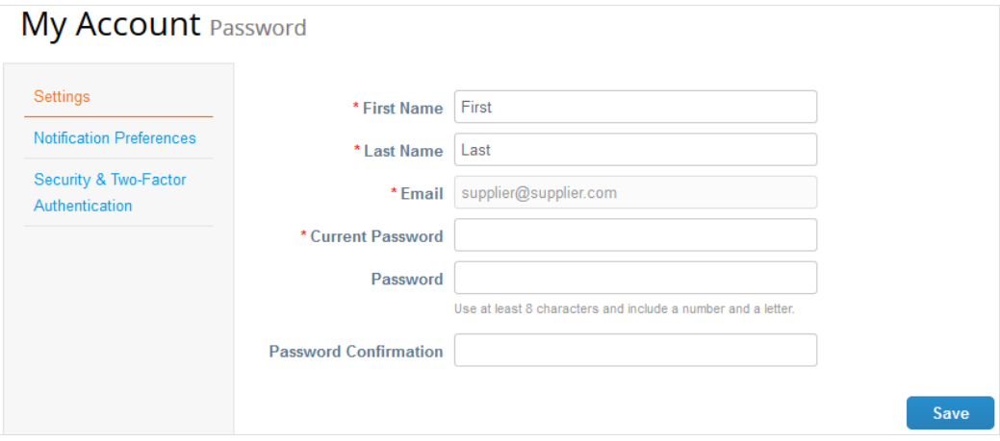 My Account Password
Settings
Notification Preferences
Security & Two-Factor
Authentication
* First Name First
* Last Name Last
* Email supplier@supplier.com
* Current Password
Password
Use at least 8 characters and include a number and a letter.
Password Confirmation
Save